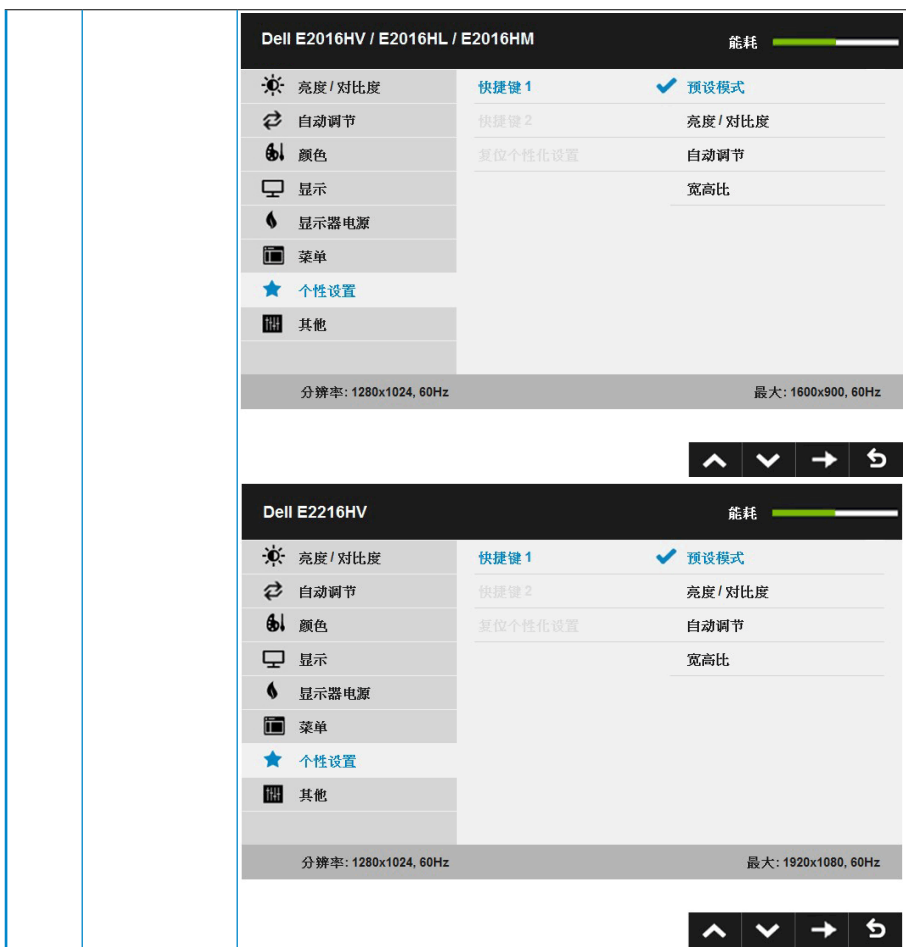 Dell E2016HV / E2016HL / E2016HM 能耗
亮度 / 对比度 快捷键 1 预设模式
自动调节 快捷键 2 亮度 / 对比度
颜色 复位个性化设置 自动调节
显示 宽高比
显示器电源
菜单
个性设置
其他
分辨率: 1280x1024, 60Hz 最大: 1600x900, 60Hz
Dell E2216HV 能耗
亮度 / 对比度 快捷键 1 预设模式
自动调节 快捷键 2 亮度 / 对比度
颜色 复位个性化设置 自动调节
显示 宽高比
显示器电源
菜单
个性设置
其他
分辨率: 1280x1024, 60Hz 最大: 1920x1080, 60Hz